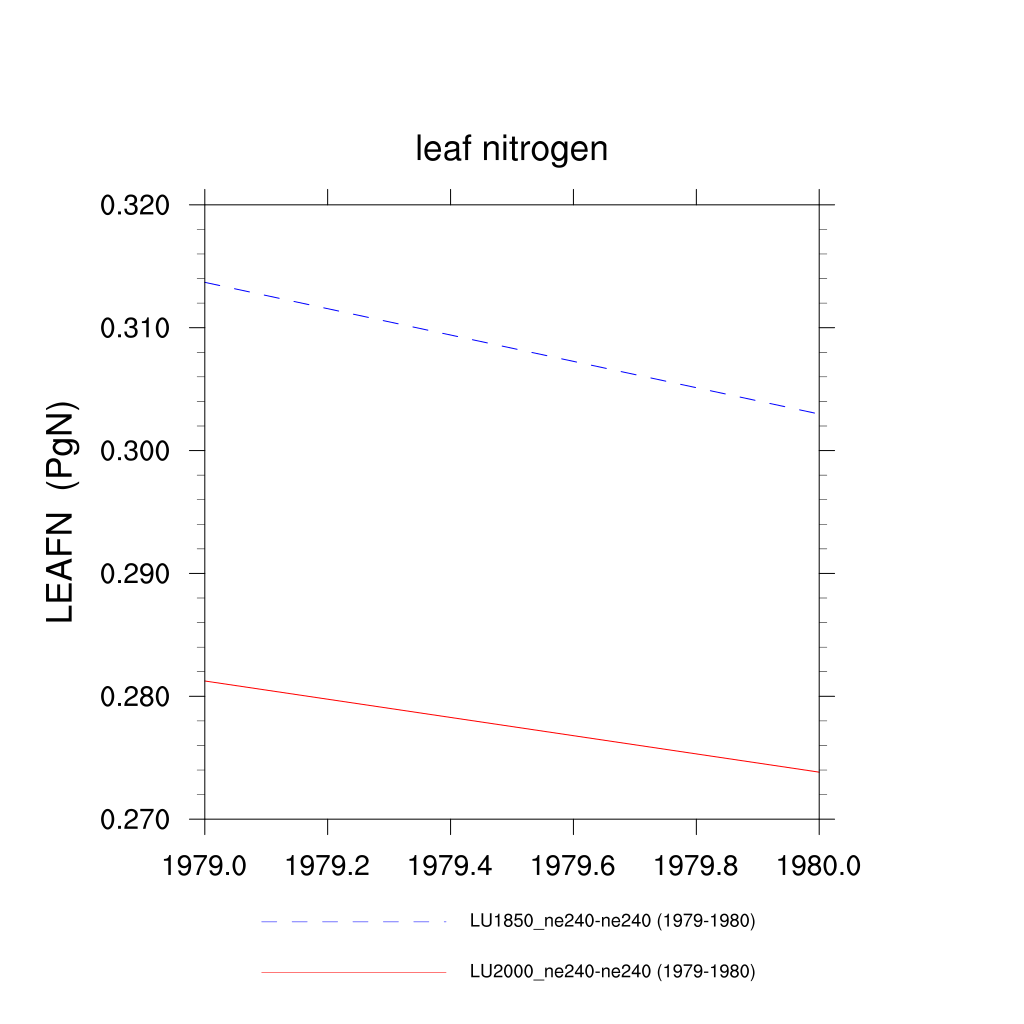 leaf nitrogen
LEAFN (PgN)
0.320
0.310
0.300
0.290
0.280
0.270
1979.0 1979.2 1979.4 1979.6 1979.8 1980.0
LU1850_ne240-ne240 (1979-1980)
LU2000_ne240-ne240 (1979-1980)